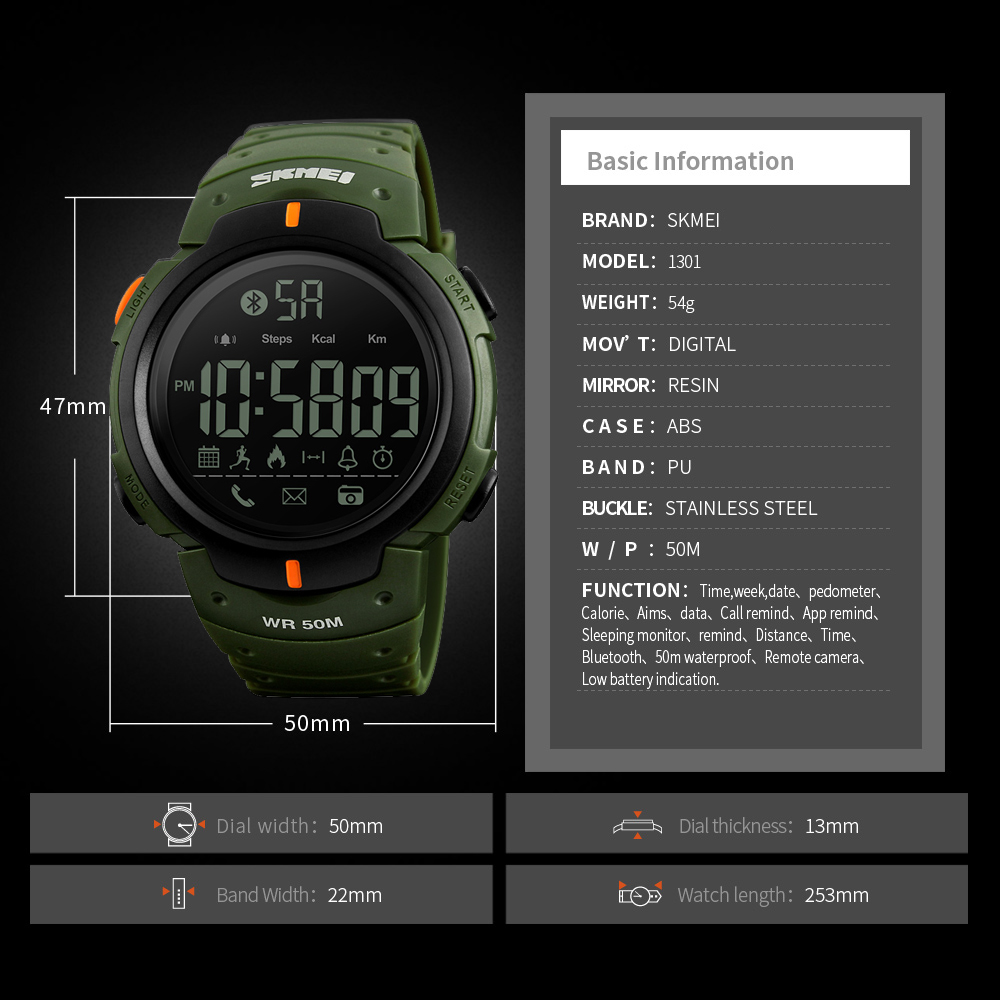 SKMEI
LIGHT
START
SA
Steps Kcal Km
PM 10:5809
MODE
RESET
WR 50M
47mm
50mm
Basic Information
BRAND: SKMEI
MODEL: 1301
WEIGHT: 54g
MOV’T: DIGITAL
MIRROR: RESIN
CASE: ABS
BAND: PU
BUCKLE: STAINLESS STEEL
W / P : 50M
FUNCTION: Time,week,date、pedometer、
Calorie、Aims、data、Call remind、App remind、
Sleeping monitor、remind、Distance、Time、
Bluetooth、50m waterproof、Remote camera、
Low battery indication.
Dial width: 50mm
Dial thickness: 13mm
Band Width: 22mm
Watch length: 253mm